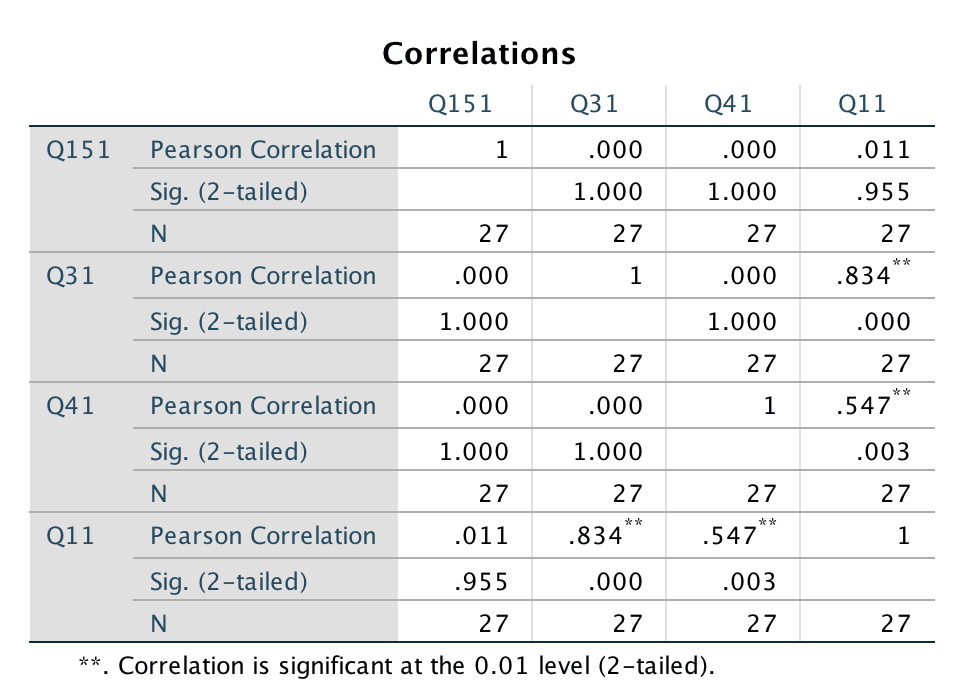 Correlations
Q151 Q31 Q41 Q11
Q151 Pearson Correlation 1 .000 .000 .011
Sig. (2-tailed) 1.000 1.000 .955
N 27 27 27 27
Q31 Pearson Correlation .000 1 .000 .834**
Sig. (2-tailed) 1.000 1.000 .000
N 27 27 27 27
Q41 Pearson Correlation .000 .000 1 .547**
Sig. (2-tailed) 1.000 1.000 .003
N 27 27 27 27
Q11 Pearson Correlation .011 .834** .547** 1
Sig. (2-tailed) .955 .000 .003
N 27 27 27 27
**. Correlation is significant at the 0.01 level (2-tailed).